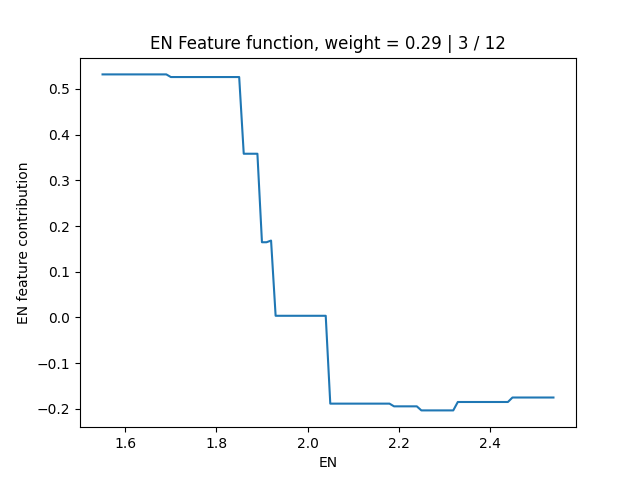 EN Feature function, weight = 0.29 | 3 / 12
EN feature contribution
0.5
0.4
0.3
0.2
0.1
0.0
−0.1
−0.2
1.6 1.8 2.0 2.2 2.4
EN